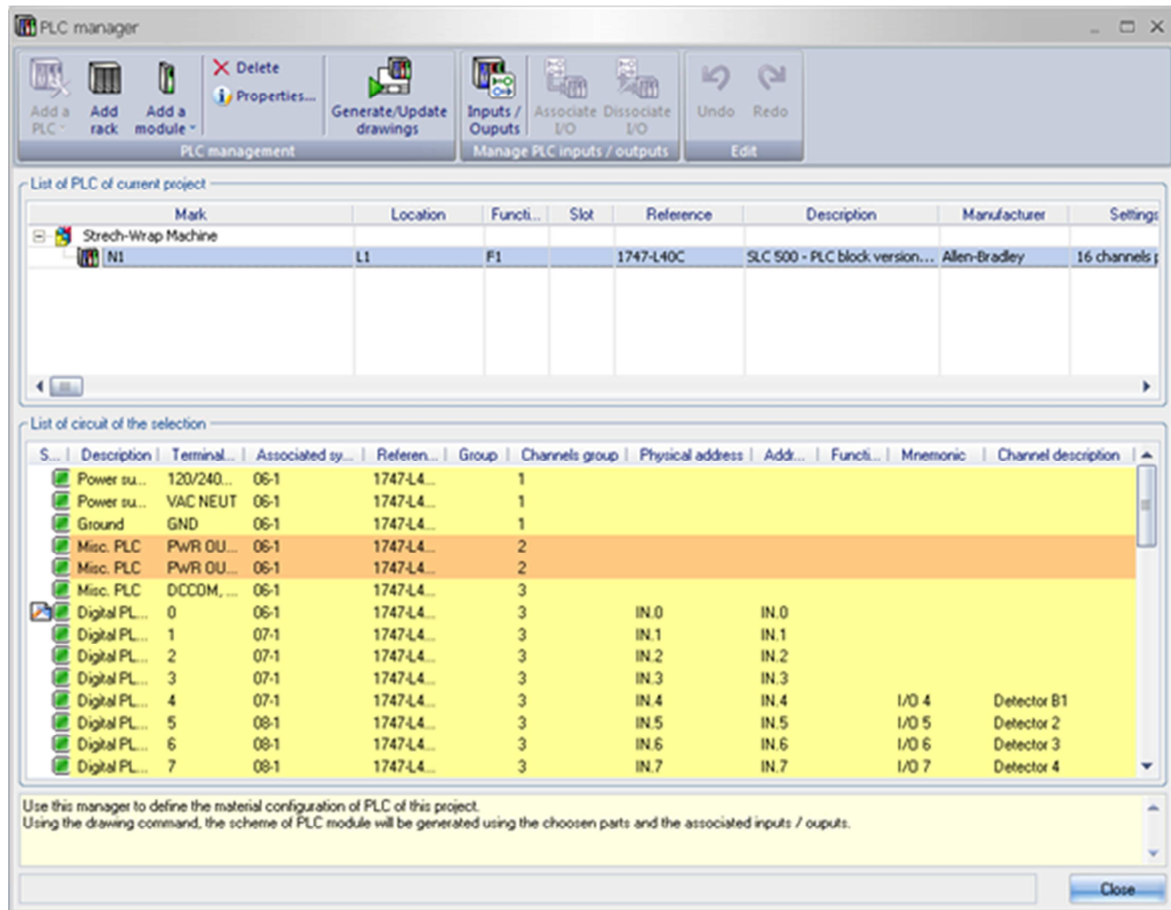 PLC manager
Delete
Properties...
Add a PLC
Add rack
Add a module
Generate/Update drawings
Inputs / Ouputs
Associate I/O
Dissociate I/O
Undo
Redo
PLC management
Manage PLC inputs / outputs
Edit
List of PLC of current project
Mark Location Functi... Slot Reference Description Manufacturer Settings
Strech-Wrap Machine
N1 L1 F1 1747-L40C SLC 500 - PLC block version... Allen-Bradley 16 channels p
List of circuit of the selection
S... Description Terminal... Associated sy... Referen... Group Channels group Physical address Addr... Functi... Mnemonic Channel description
Power su... 120/240... 06-1 1747-L4... 1
Power su... VAC NEUT 06-1 1747-L4... 1
Ground GND 06-1 1747-L4... 1
Misc. PLC PWR OU... 06-1 1747-L4... 2
Misc. PLC PWR OU... 06-1 1747-L4... 2
Misc. PLC DCCOM, ... 06-1 1747-L4... 3
Digital PL... 0 06-1 1747-L4... 3 IN.0 IN.0
Digital PL... 1 07-1 1747-L4... 3 IN.1 IN.1
Digital PL... 2 07-1 1747-L4... 3 IN.2 IN.2
Digital PL... 3 07-1 1747-L4... 3 IN.3 IN.3
Digital PL... 4 07-1 1747-L4... 3 IN.4 IN.4 I/O 4 Detector B1
Digital PL... 5 08-1 1747-L4... 3 IN.5 IN.5 I/O 5 Detector 2
Digital PL... 6 08-1 1747-L4... 3 IN.6 IN.6 I/O 6 Detector 3
Digital PL... 7 08-1 1747-L4... 3 IN.7 IN.7 I/O 7 Detector 4
Use this manager to define the material configuration of PLC of this project.
Using the drawing command, the scheme of PLC module will be generated using the choosen parts and the associated inputs / ouputs.
Close